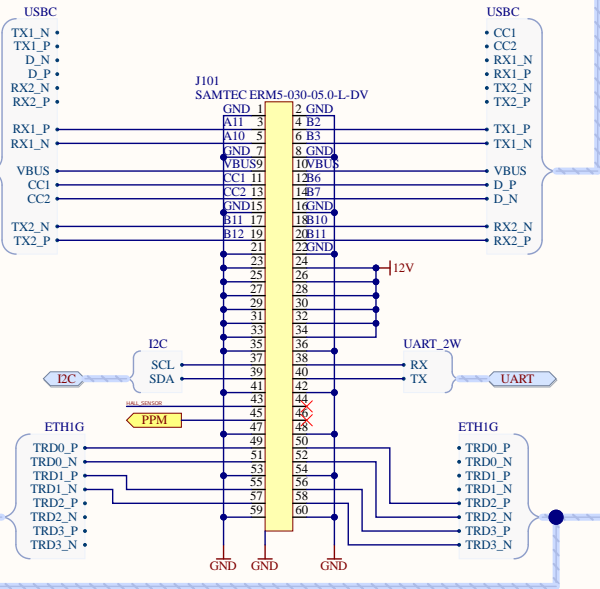 USBC
TX1_N
TX1_P
D_N
D_P
RX2_N
RX2_P
RX1_P
RX1_N
VBUS
CC1
CC2
TX2_N
TX2_P
USBC
CC1
CC2
RX1_N
RX1_P
TX2_N
TX2_P
TX1_P
TX1_N
VBUS
D_P
D_N
RX2_N
RX2_P
J101
SAMTEC ERM5-030-05.0-L-DV
GND 1 2 GND
A11 3 4 B2
A10 5 6 B3
GND 7 8 GND
VBUS 9 10 VBUS
CC1 11 12 B6
CC2 13 14 B7
GND 15 16 GND
B11 17 18 B10
B12 19 20 B11
21 22 GND
23 24 12V
25 26
27 28
29 30
31 32
33 34
35 36
37 38
39 40
41 42
43 44
45 46
47 48
49 50
51 52
53 54
55 56
57 58
59 60
GND GND GND
I2C
SCL
SDA
I2C
HALL_SENSOR
PPM
UART_2W
RX
TX
UART
ETH1G
TRD0_P
TRD0_N
TRD1_P
TRD1_N
TRD2_P
TRD2_N
TRD3_P
TRD3_N
ETH1G
TRD0_P
TRD0_N
TRD1_P
TRD1_N
TRD2_P
TRD2_N
TRD3_P
TRD3_N